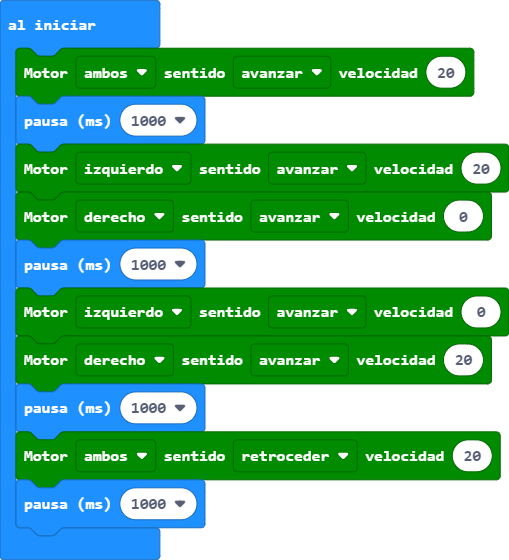 al iniciar
Motor ambos sentido avanzar velocidad 20
pausa (ms) 1000
Motor izquierdo sentido avanzar velocidad 20
Motor derecho sentido avanzar velocidad 0
pausa (ms) 1000
Motor izquierdo sentido avanzar velocidad 0
Motor derecho sentido avanzar velocidad 20
pausa (ms) 1000
Motor ambos sentido retroceder velocidad 20
pausa (ms) 1000